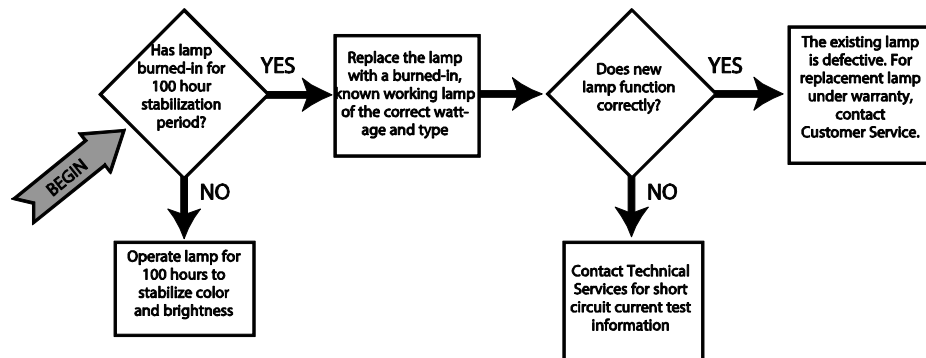 BEGIN
Has lamp
burned-in for
100 hour
stabilization
period?
YES
NO
Operate lamp for
100 hours to
stabilize color
and brightness
Replace the lamp
with a burned-in,
known working lamp
of the correct watt-
age and type
Does new
lamp function
correctly?
YES
NO
Contact Technical
Services for short
circuit current test
information
The existing lamp
is defective. For
replacement lamp
under warranty,
contact
Customer Service.